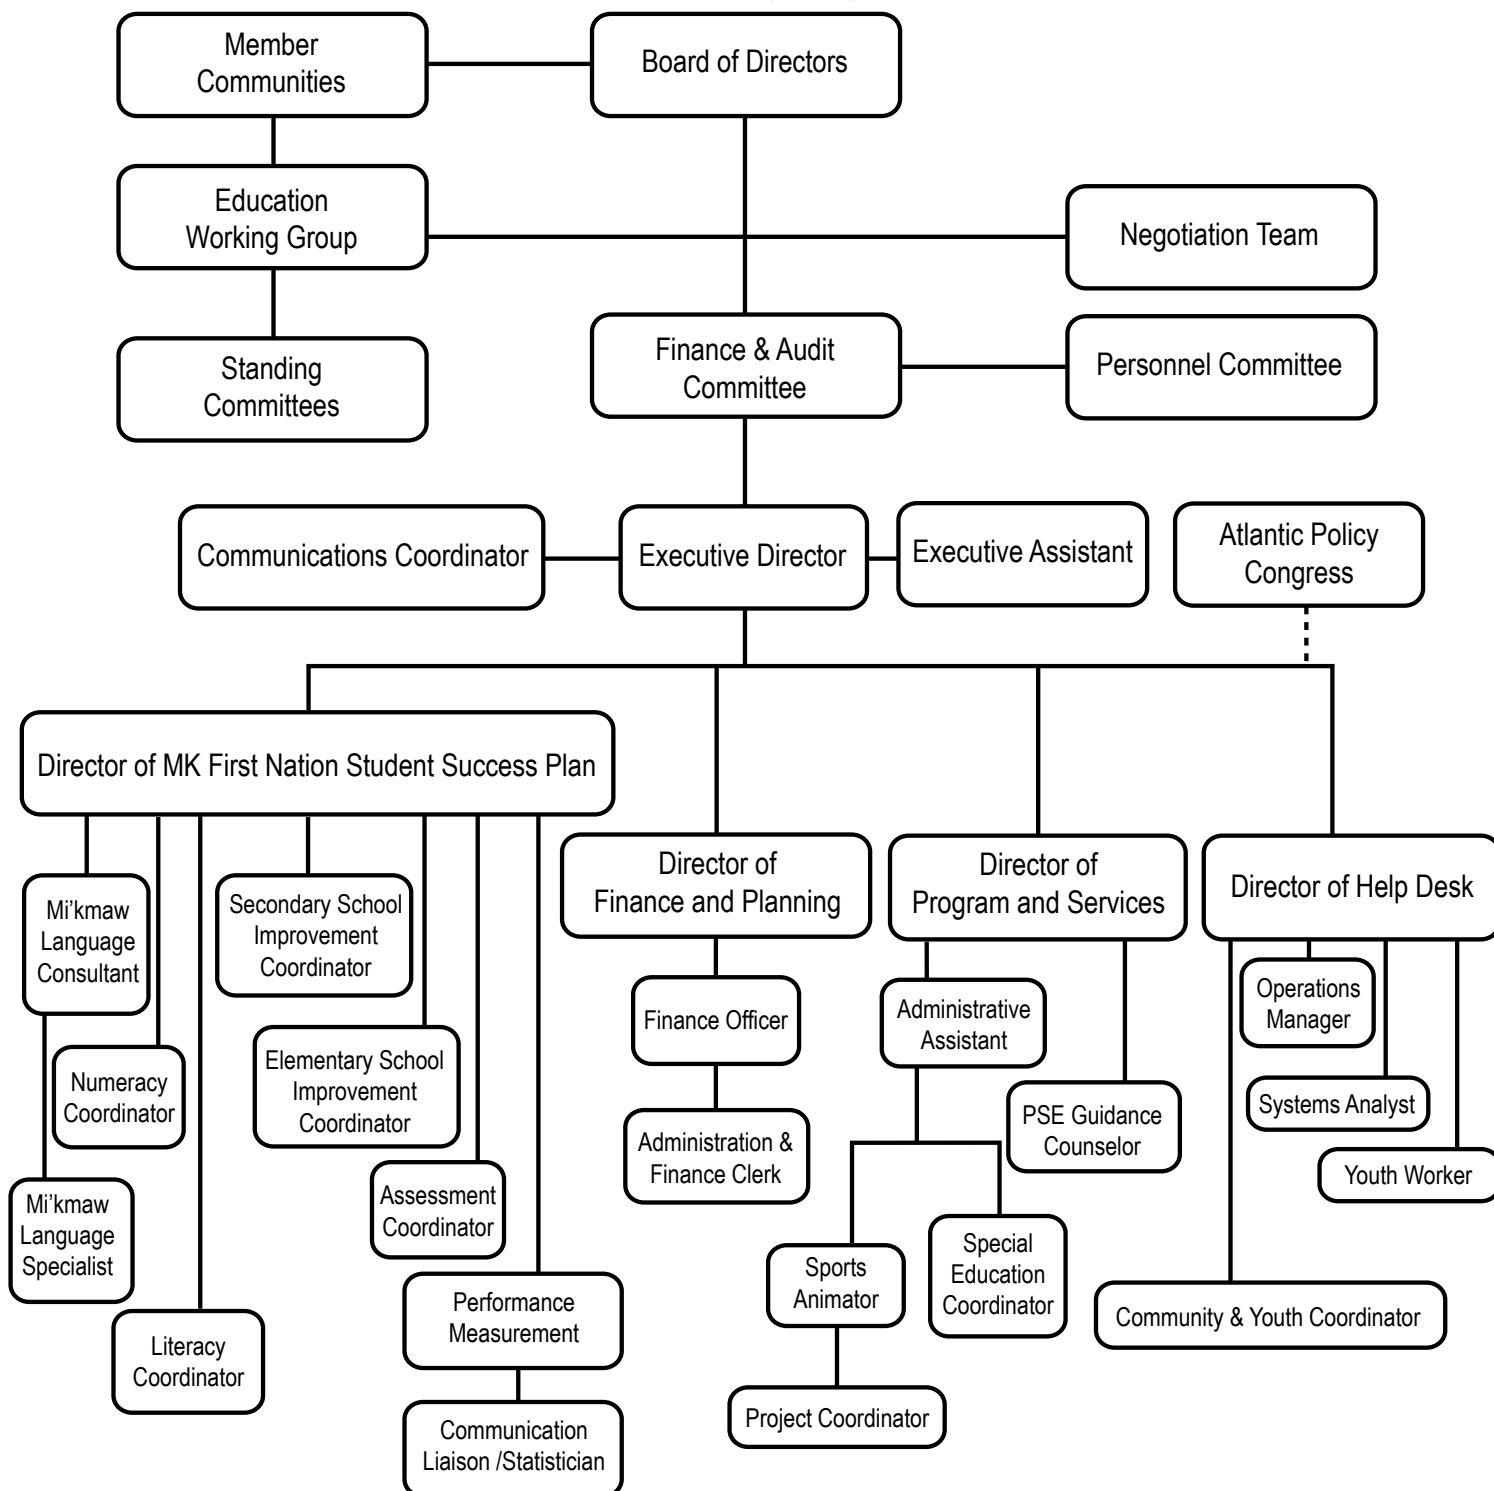 Member
Communities
Board of Directors
Education
Working Group
Negotiation Team
Standing
Committees
Finance & Audit
Committee
Personnel Committee
Communications Coordinator
Executive Director
Executive Assistant
Atlantic Policy
Congress
Director of MK First Nation Student Success Plan
Director of
Finance and Planning
Director of
Program and Services
Director of Help Desk
Mi’kmaw
Language
Consultant
Secondary School
Improvement
Coordinator
Numeracy
Coordinator
Elementary School
Improvement
Coordinator
Mi’kmaw
Language
Specialist
Assessment
Coordinator
Literacy
Coordinator
Performance
Measurement
Communication
Liaison /Statistician
Finance Officer
Administration &
Finance Clerk
Administrative
Assistant
PSE Guidance
Counselor
Sports
Animator
Special
Education
Coordinator
Project Coordinator
Operations
Manager
Systems Analyst
Youth Worker
Community & Youth Coordinator